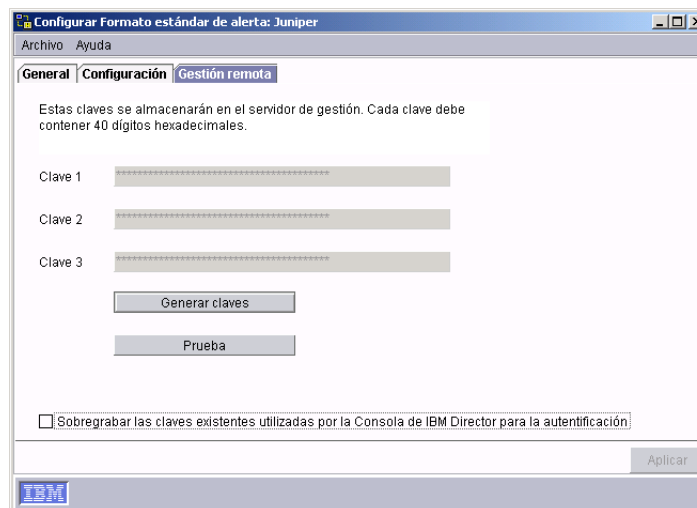 Configurar Formato estándar de alerta: Juniper
Archivo Ayuda
General Configuración Gestión remota
Estas claves se almacenarán en el servidor de gestión. Cada clave debe
contener 40 dígitos hexadecimales.
Clave 1 ****************************************
Clave 2 ****************************************
Clave 3 ****************************************
Generar claves
Prueba
Sobregrabar las claves existentes utilizadas por la Consola de IBM Director para la autentificación
Aplicar
IBM